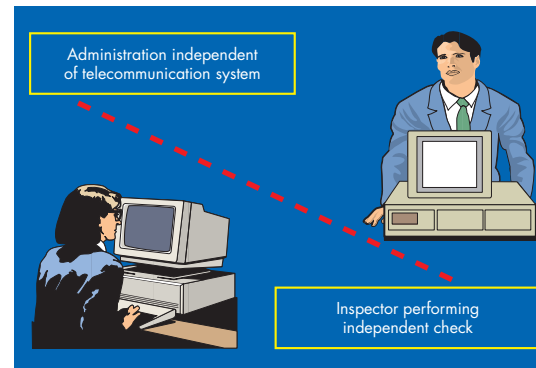 Administration independent
of telecommunication system
Inspector performing
independent check